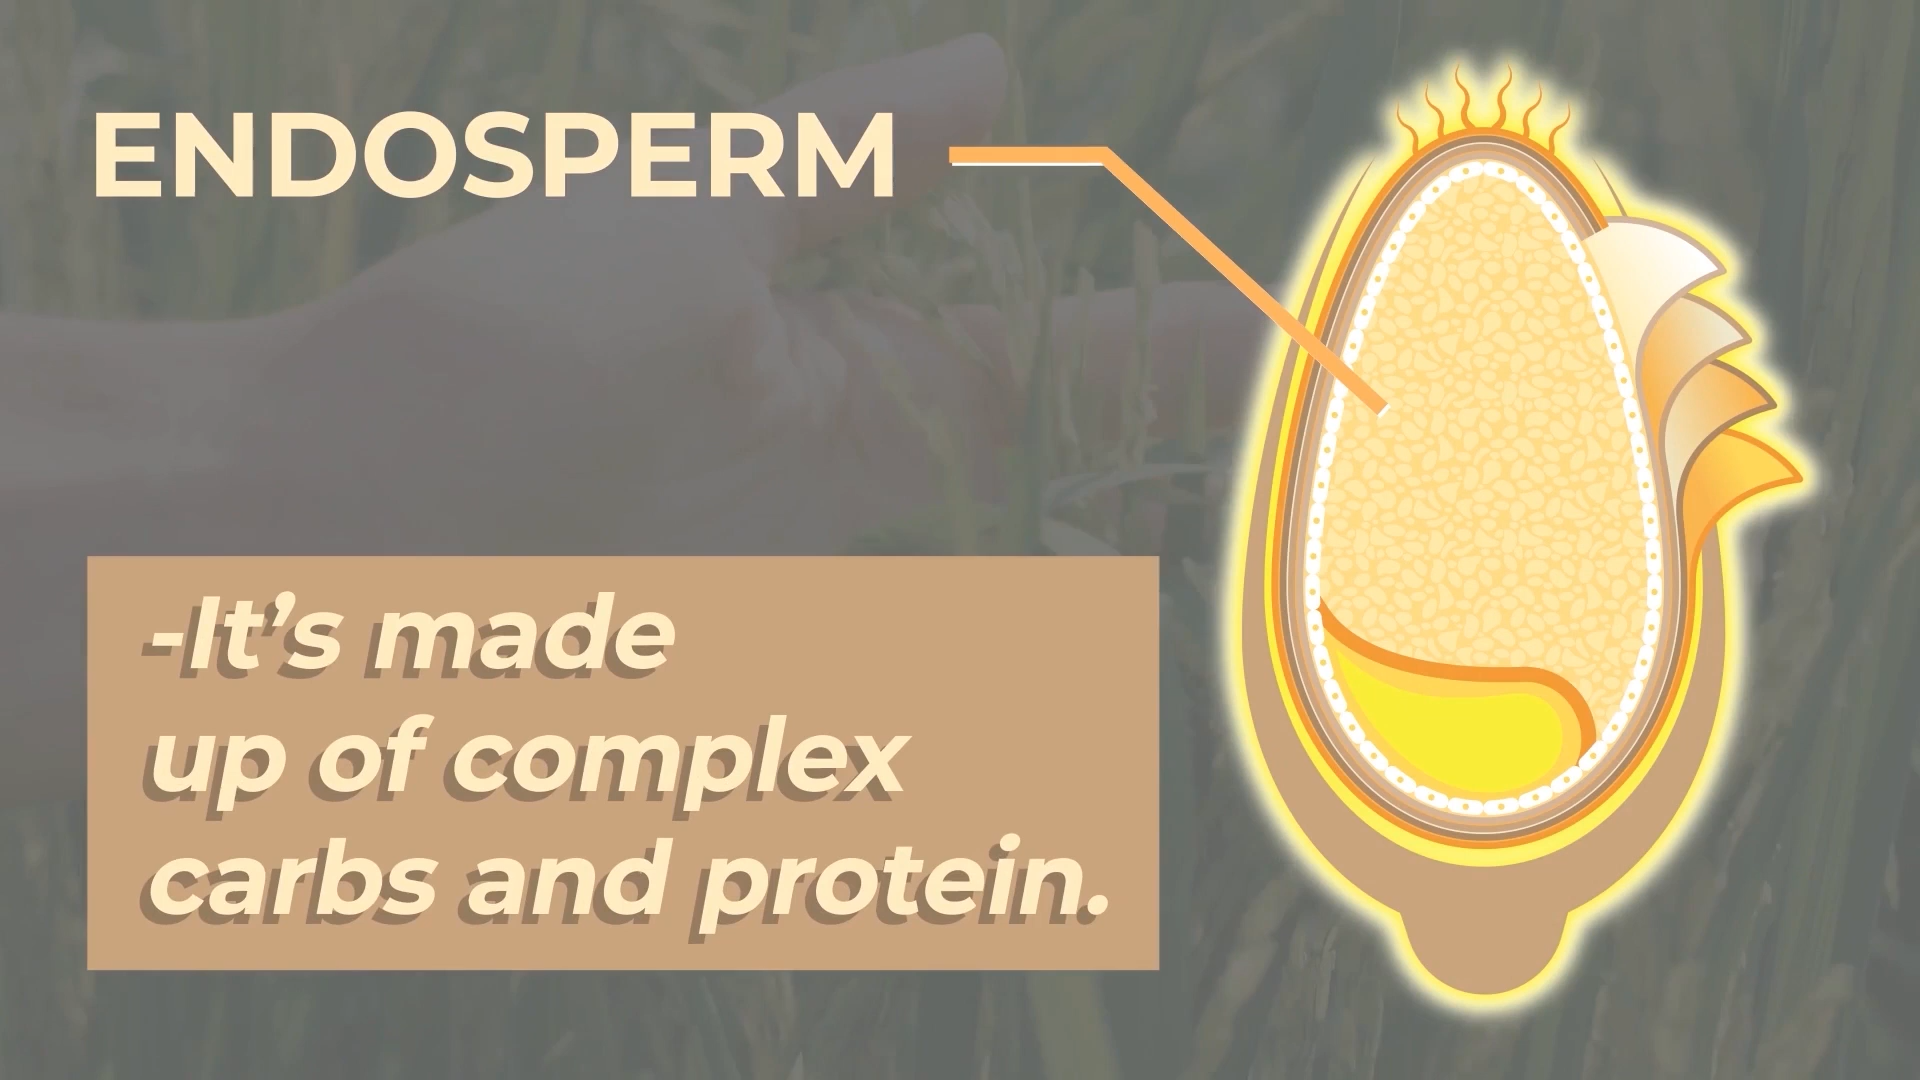 ENDOSPERM
-It’s made
up of complex
carbs and protein.